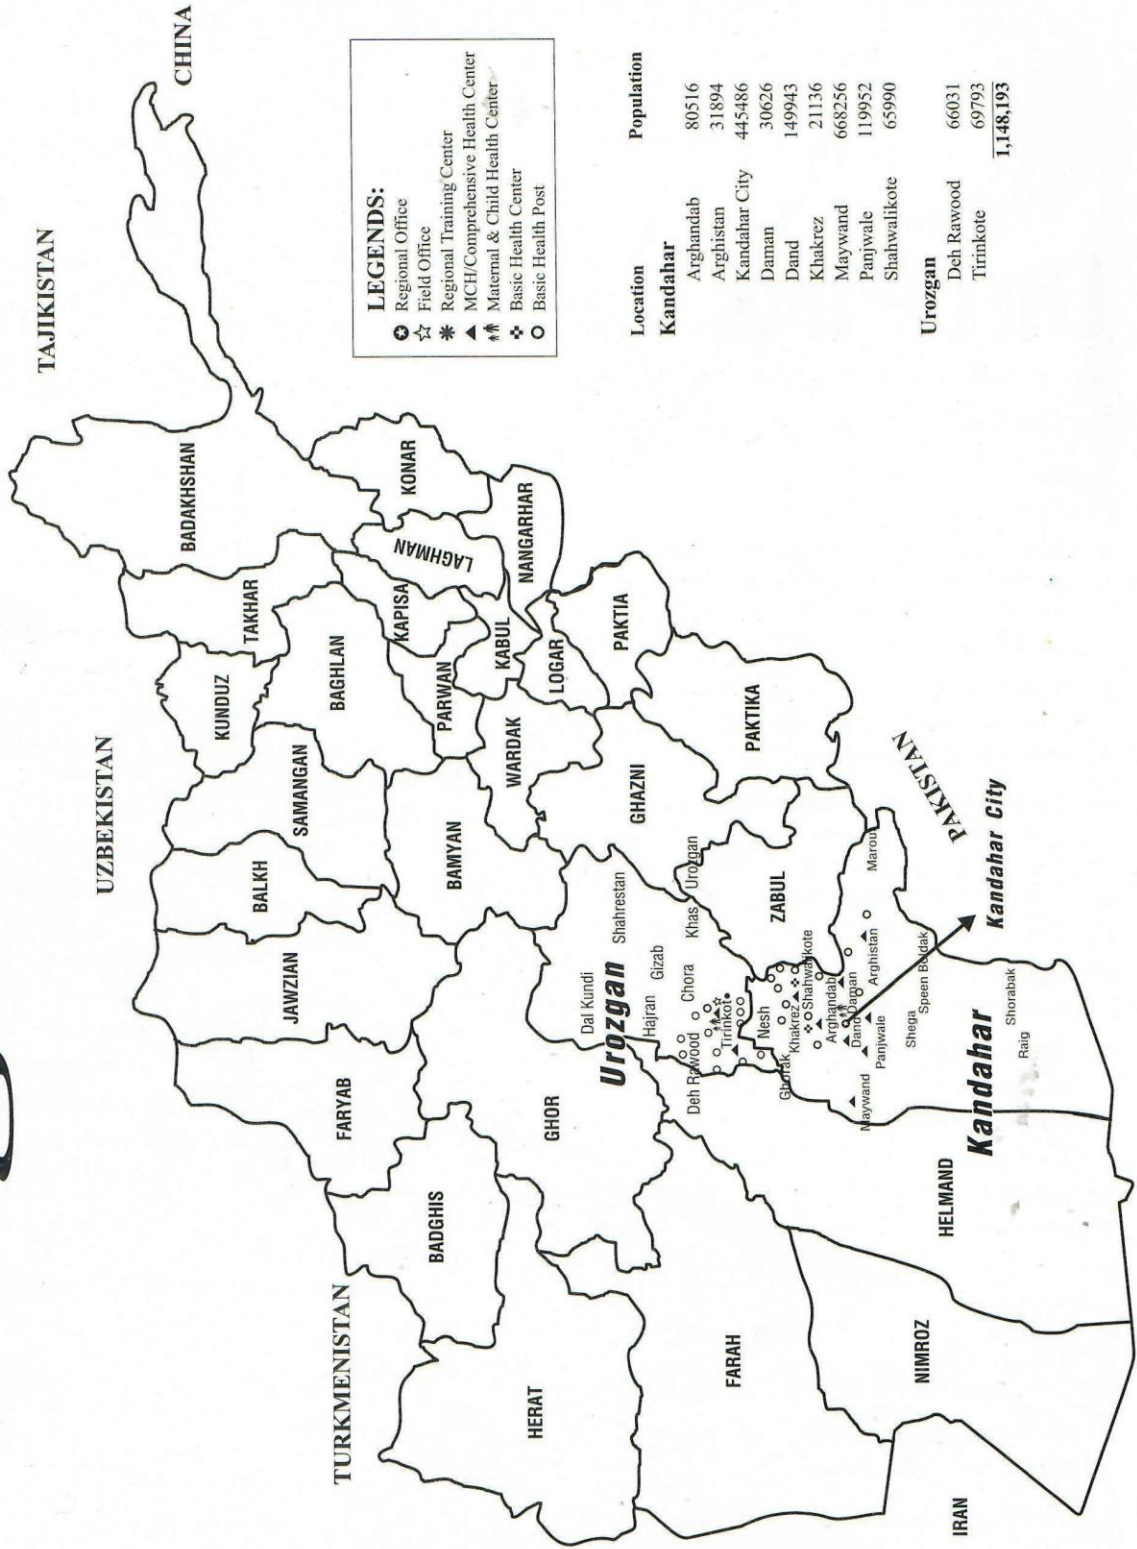 TAJIKISTAN
CHINA
UZBEKISTAN
TURKMENISTAN
PAKISTAN
IRAN
BADAKHSHAN
TAKHAR
KUNDUZ
BAGHLAN
SAMANGAN
BALKH
JAWZIAN
FARYAB
BADGHIS
HERAT
GHOR
BAMYAN
PARWAN
KAPISA
LAGHMAN
KONAR
NANGARHAR
KABUL
LOGAR
WARDAK
PAKTIA
GHAZNI
PAKTIKA
ZABUL
FARAH
NIMROZ
HELMAND
Urozgan
Dal Kundi
Shahrestan
Hajran
Gizab
Khas Urozgan
Chora
Deh Rawood
Tirinkot
Nesh
Ghorak
Khakrez
Shahwalikote
Arghandab
Dand
Daman
Maywand
Panjwale
Arghistan
Marouf
Shega
Speen Boldak
Kandahar
Raig
Shorabak
Kandahar City
LEGENDS:
Regional Office
Field Office
Regional Training Center
MCH/Comprehensive Health Center
Maternal & Child Health Center
Basic Health Center
Basic Health Post
Location Population
Kandahar
Arghandab 80516
Arghistan 31894
Kandahar City 445486
Daman 30626
Dand 149943
Khakrez 21136
Maywand 668256
Panjwale 119952
Shahwalikote 65990
Urozgan
Deh Rawood 66031
Tirinkote 69793
1,148,193